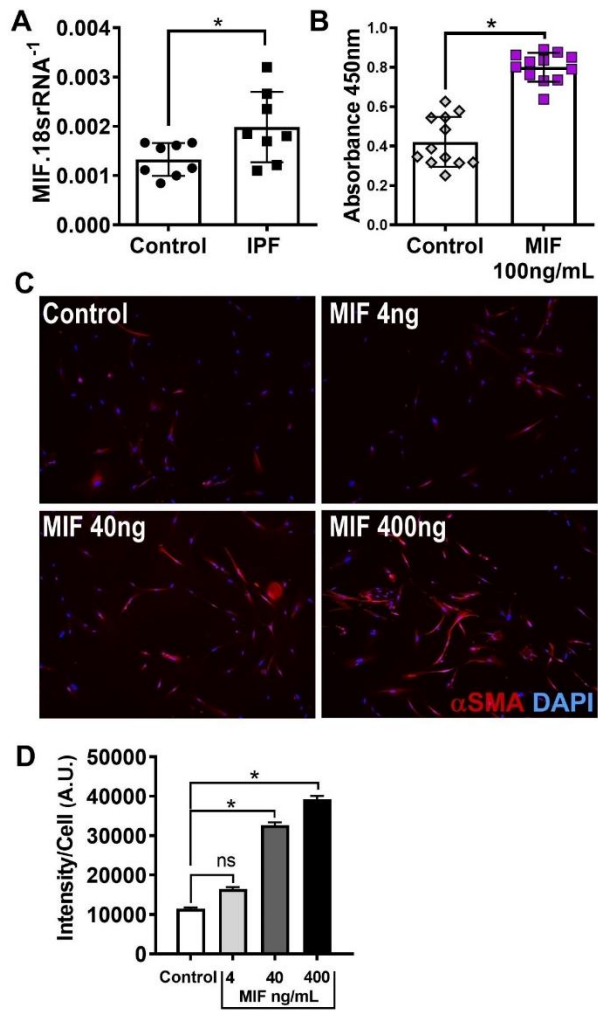 A
MIF.18srRNA-1
0.004
0.003
0.002
0.001
0.000
*
Control
IPF
B
Absorbance 450nm
1.0
0.8
0.6
0.4
0.2
0.0
*
Control
MIF
100ng/mL
C
Control
MIF 4ng
MIF 40ng
MIF 400ng
αSMA DAPI
D
Intensity/Cell (A.U.)
50000
40000
30000
20000
10000
0
*
*
ns
Control
4
40
400
MIF ng/mL